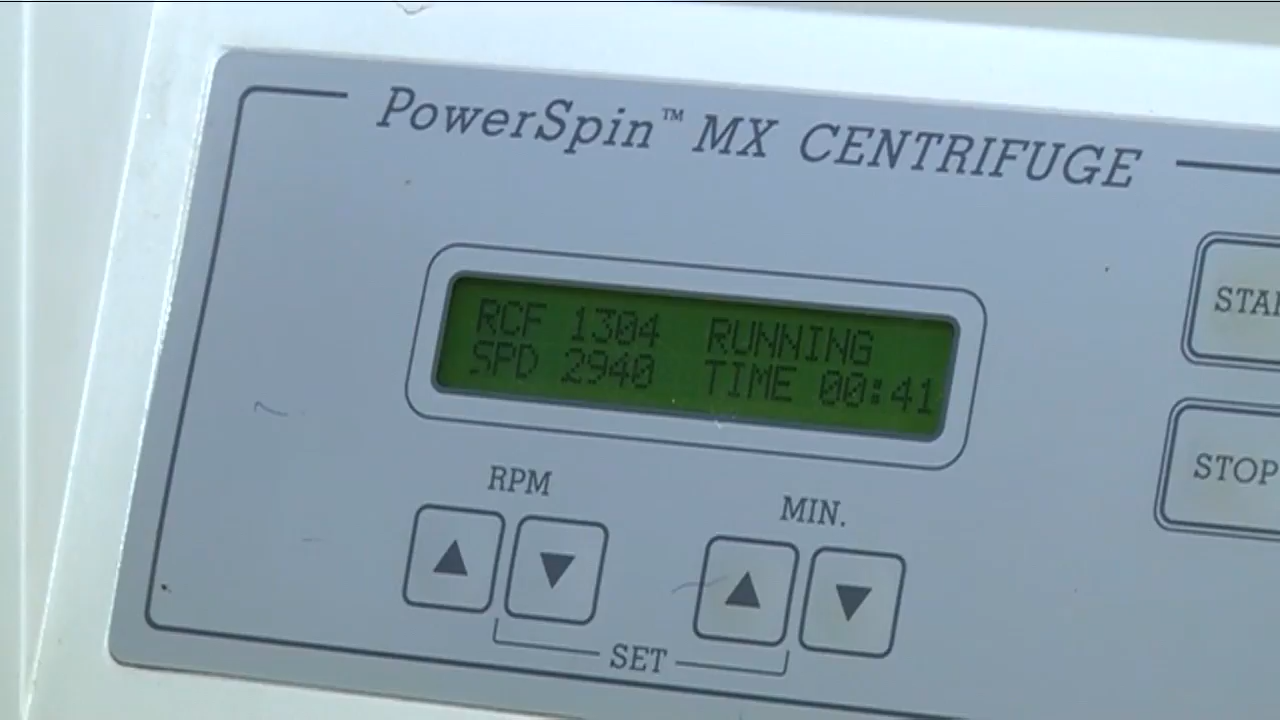 PowerSpin™ MX CENTRIFUGE
RCF 1304 RUNNING
SPD 2940 TIME 00:41
STOP
RPM
MIN.
SET